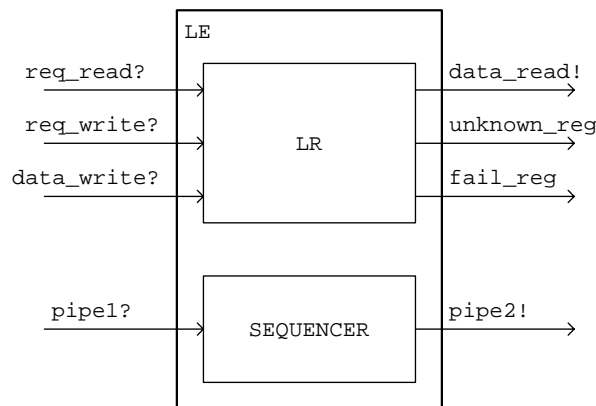 LE
req_read?
data_read!
req_write?
unknown_reg
LR
data_write?
fail_reg
pipe1?
SEQUENCER
pipe2!